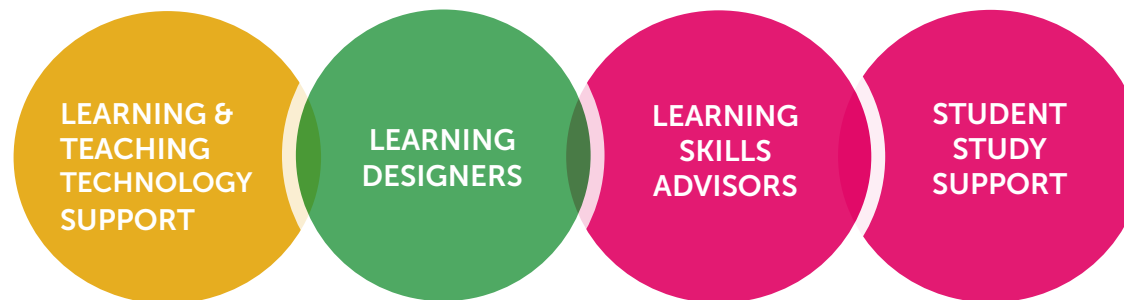 LEARNING &
TEACHING
TECHNOLOGY
SUPPORT
LEARNING
DESIGNERS
LEARNING
SKILLS
ADVISORS
STUDENT
STUDY
SUPPORT